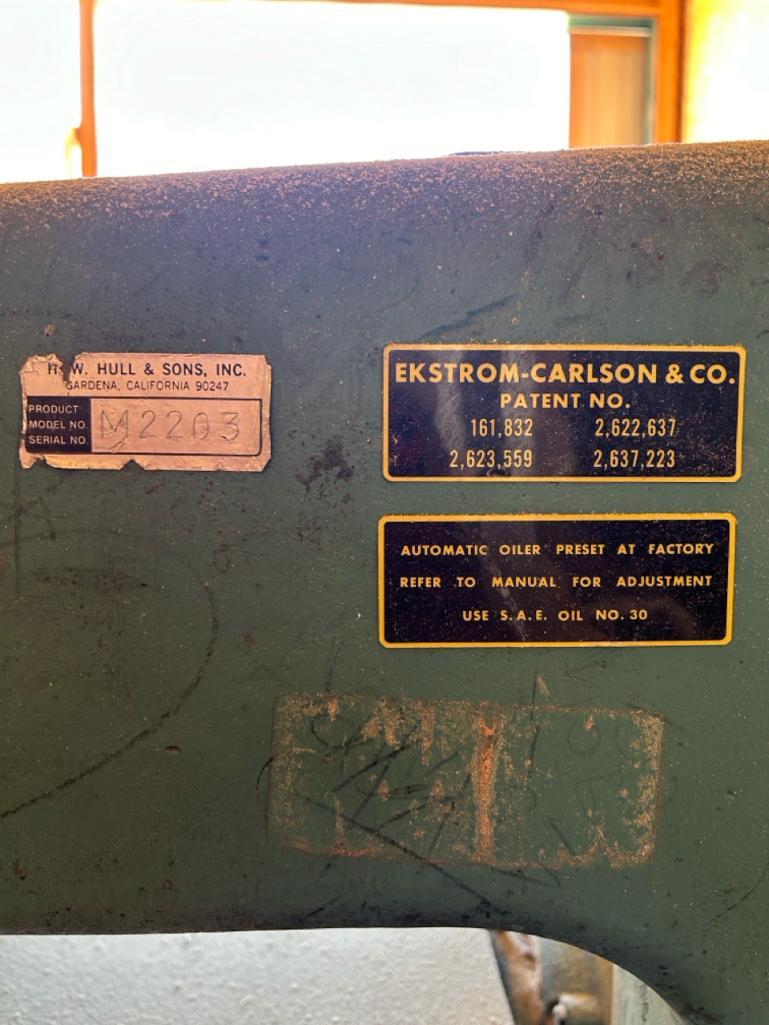 H. W. HULL & SONS, INC.
GARDENA, CALIFORNIA 90247
PRODUCT
MODEL NO.
SERIAL NO.
M2203
EKSTROM-CARLSON & CO.
PATENT NO.
161,832 2,622,637
2,623,559 2,637,223
AUTOMATIC OILER PRESET AT FACTORY
REFER TO MANUAL FOR ADJUSTMENT
USE S.A.E. OIL NO. 30